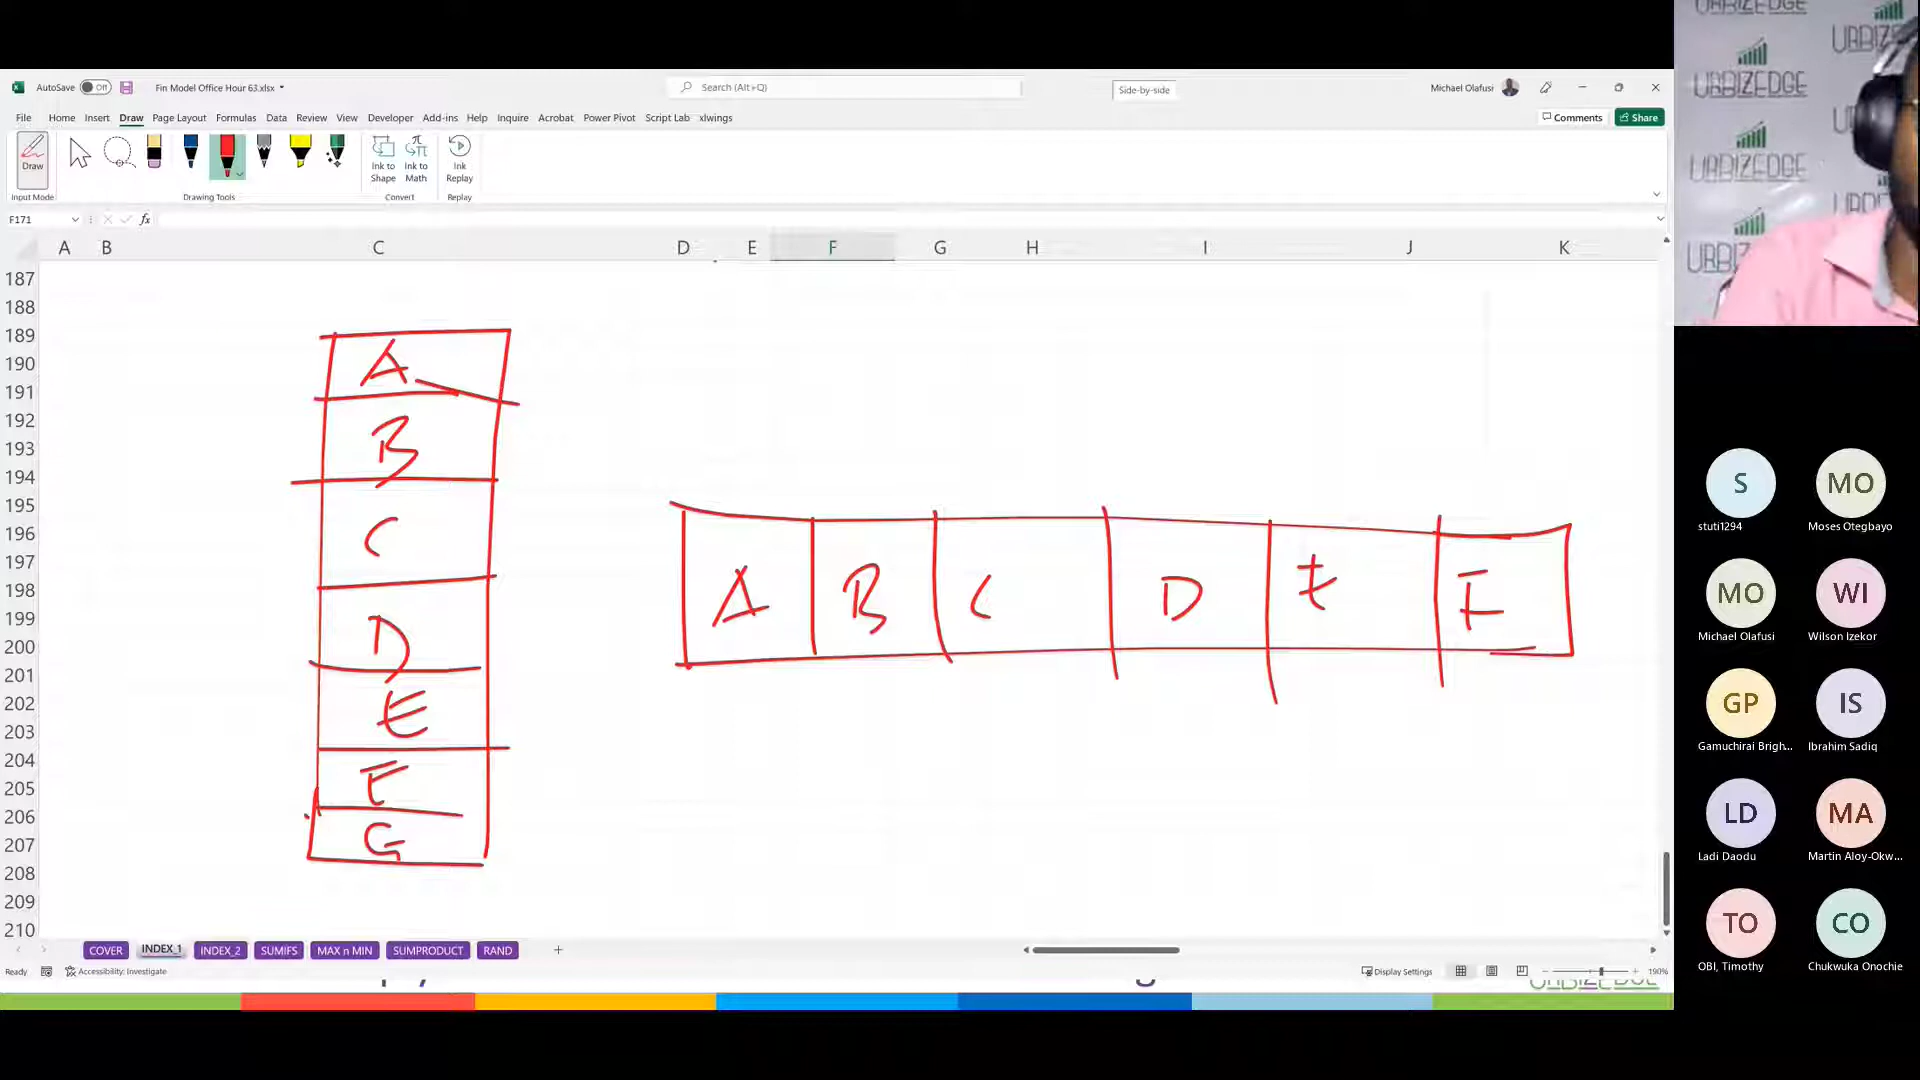 AutoSave Off Fin Model Office Hour 63.xlsx Search (Alt+Q) Side-by-side Michael Olafusi
File Home Insert Draw Page Layout Formulas Data Review View Developer Add-ins Help Inquire Acrobat Power Pivot Script Lab xlwings Comments Share
Draw Ink to Shape Ink to Math Ink Replay
Input Mode Drawing Tools Convert Replay
F171 fx
A B C D E F G H I J K
187
188
189
190
191
192
193
194
195
196
197
198
199
200
201
202
203
204
205
206
207
208
209
210
A
B
C
D
E
F
G
A B C D E F
COVER INDEX_1 INDEX_2 SUMIFS MAX n MIN SUMPRODUCT RAND
Ready Accessibility: Investigate Display Settings 190%
URBIZEDGE
URBIZEDGE
S MO
stuti1294 Moses Otegbayo
MO WI
Michael Olafusi Wilson Izekor
GP IS
Gamuchirai Brigh... Ibrahim Sadiq
LD MA
Ladi Daodu Martin Aloy-Okw...
TO CO
OBI, Timothy Chukwuka Onochie